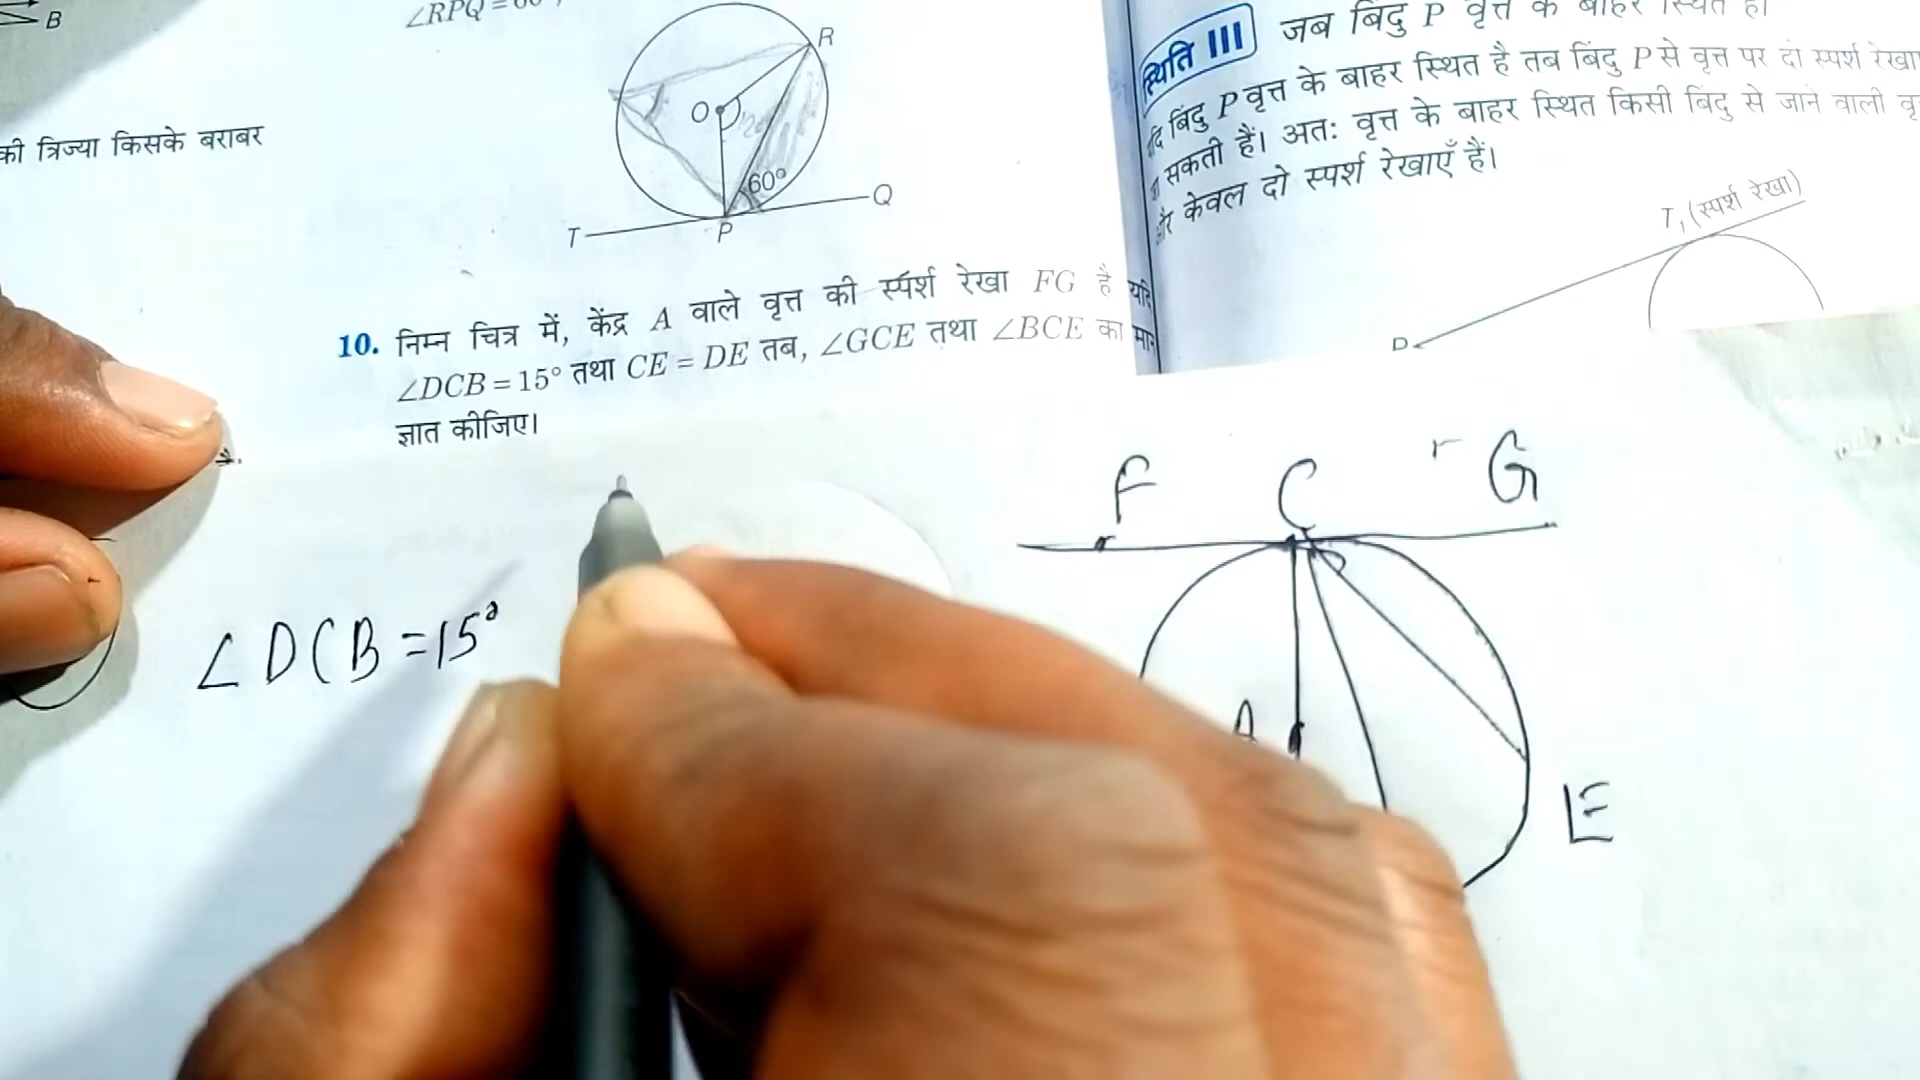 B
की त्रिज्या किसके बराबर
∠RPQ = 60°
R
O
120
60°
T
P
Q
10. निम्न चित्र में, केंद्र A वाले वृत्त की स्पर्श रेखा FG है यदि
∠DCB = 15° तथा CE = DE तब, ∠GCE तथा ∠BCE का मान
ज्ञात कीजिए।
∠DCB = 15°
स्थिति III जब बिंदु P वृत्त के बाहर स्थित हो
बिंदु P वृत्त के बाहर स्थित है तब बिंदु P से वृत्त पर दो स्पर्श रेखा
सकती हैं। अतः वृत्त के बाहर स्थित किसी बिंदु से जाने वाली
और केवल दो स्पर्श रेखाएँ हैं।
T₁ (स्पर्श रेखा)
F C G
A
E